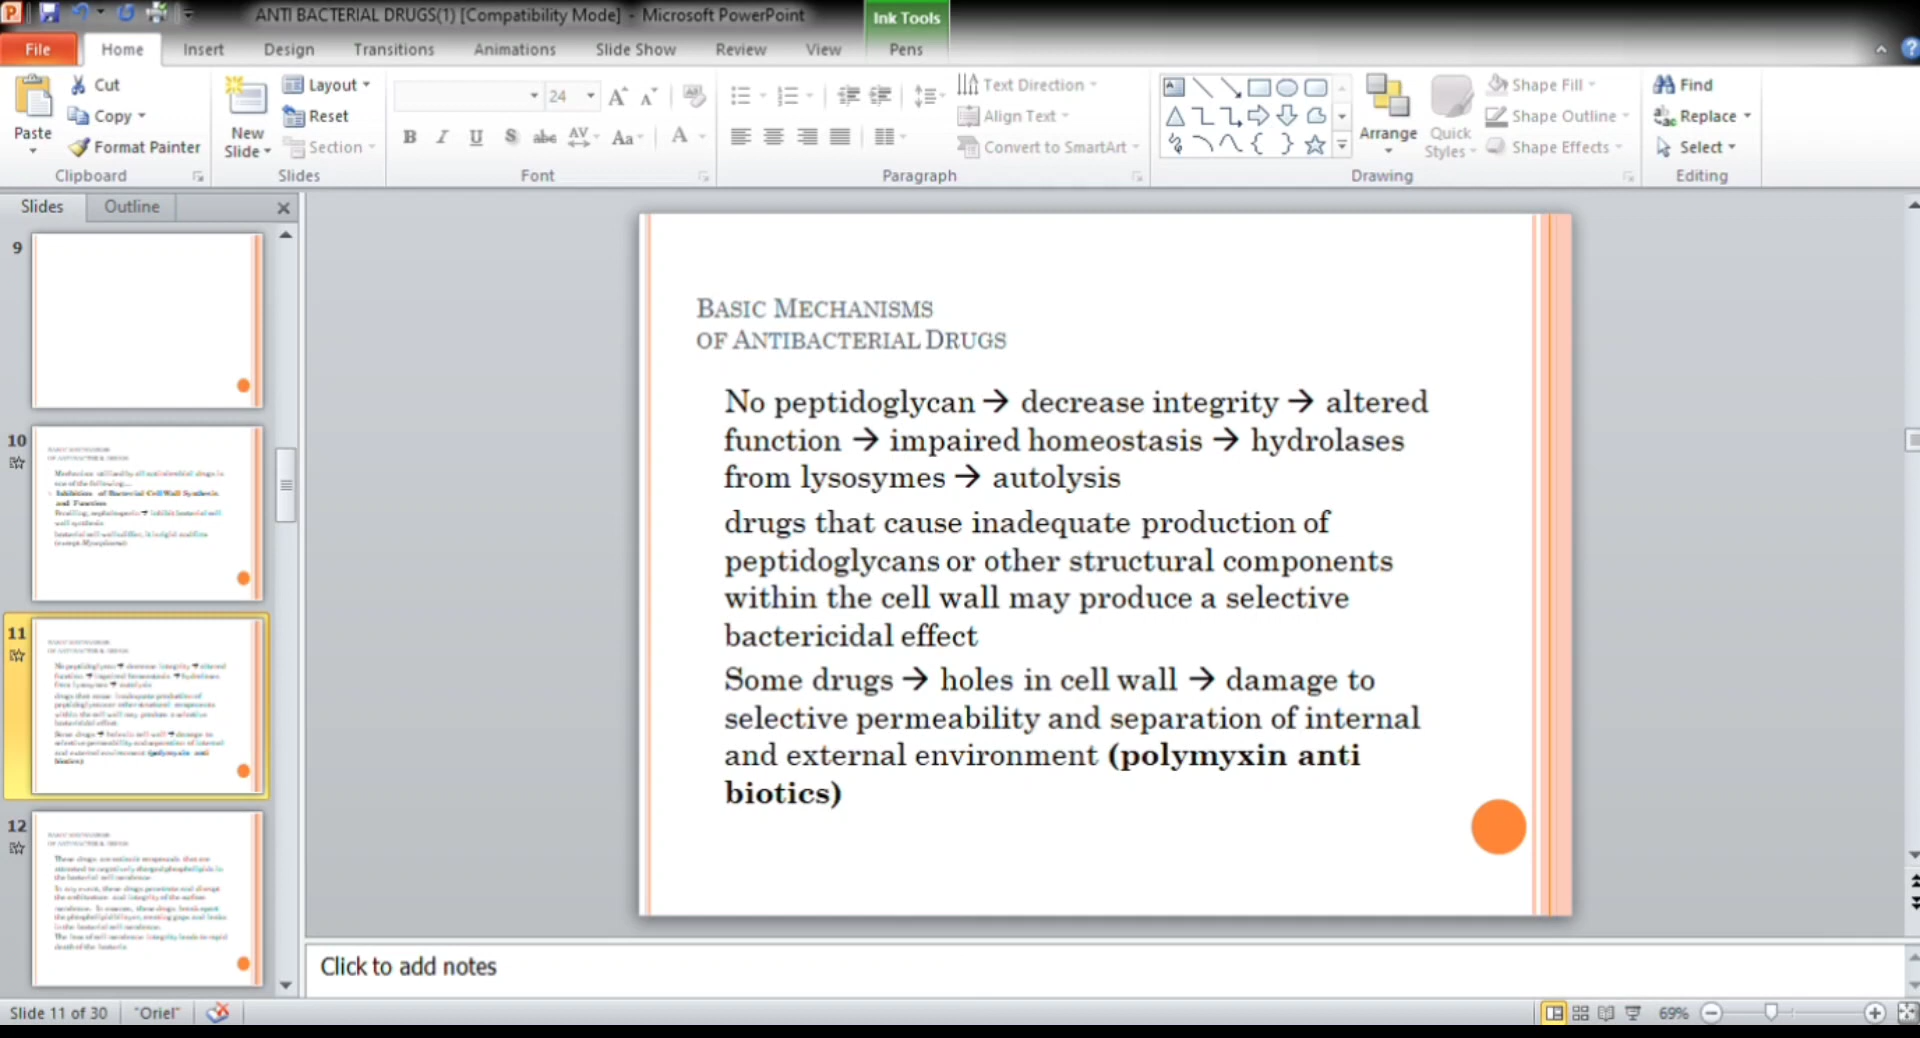 ANTI BACTERIAL DRUGS(1) [Compatibility Mode] - Microsoft PowerPoint
Ink Tools
File Home Insert Design Transitions Animations Slide Show Review View Pens
Paste
Cut
Copy
Format Painter
Clipboard
New
Slide
Layout
Reset
Section
Slides
24
Font
Text Direction
Align Text
Convert to SmartArt
Paragraph
Arrange
Quick
Styles
Shape Fill
Shape Outline
Shape Effects
Drawing
Find
Replace
Select
Editing
Slides Outline
9
10
11
12
BASIC MECHANISMS
OF ANTIBACTERIAL DRUGS
No peptidoglycan → decrease integrity → altered
function → impaired homeostasis → hydrolases
from lysosymes → autolysis
drugs that cause inadequate production of
peptidoglycans or other structural components
within the cell wall may produce a selective
bactericidal effect
Some drugs → holes in cell wall → damage to
selective permeability and separation of internal
and external environment (polymyxin anti
biotics)
Click to add notes
Slide 11 of 30 "Oriel" 69%